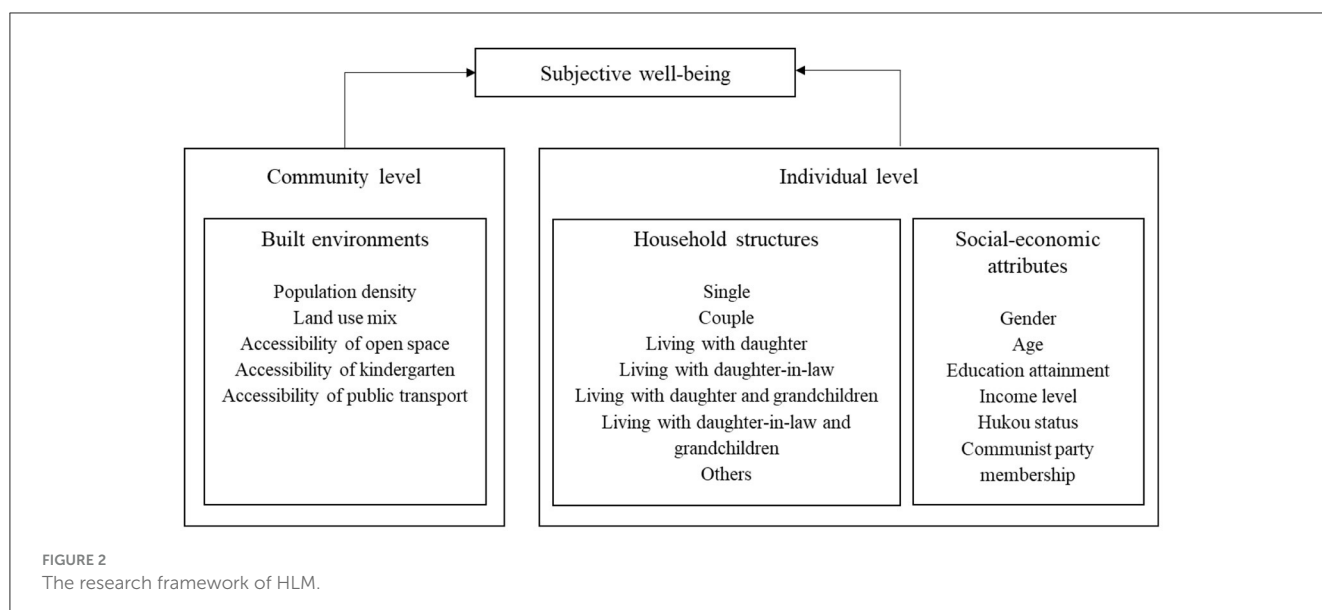 Subjective well-being
Community level
Built environments
Population density
Land use mix
Accessibility of open space
Accessibility of kindergarten
Accessibility of public transport
Individual level
Household structures
Single
Couple
Living with daughter
Living with daughter-in-law
Living with daughter and grandchildren
Living with daughter-in-law and
grandchildren
Others
Social-economic
attributes
Gender
Age
Education attainment
Income level
Hukou status
Communist party
membership
FIGURE 2
The research framework of HLM.